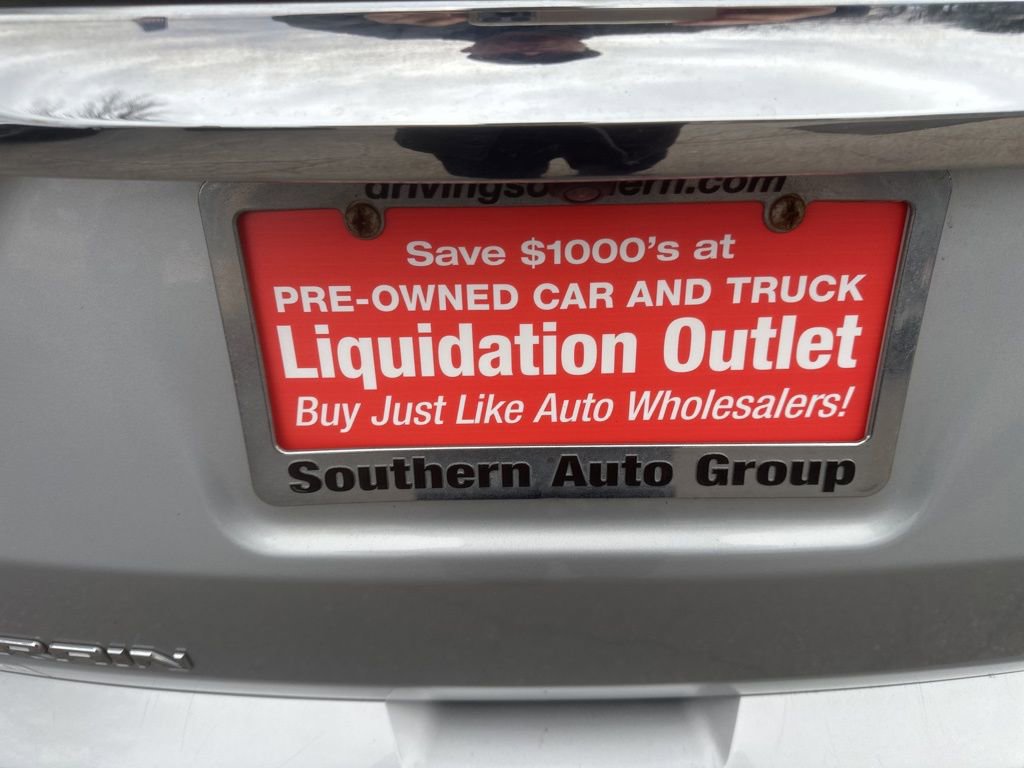 Save $1000's at
PRE-OWNED CAR AND TRUCK
Liquidation Outlet
Buy Just Like Auto Wholesalers!
Southern Auto Group